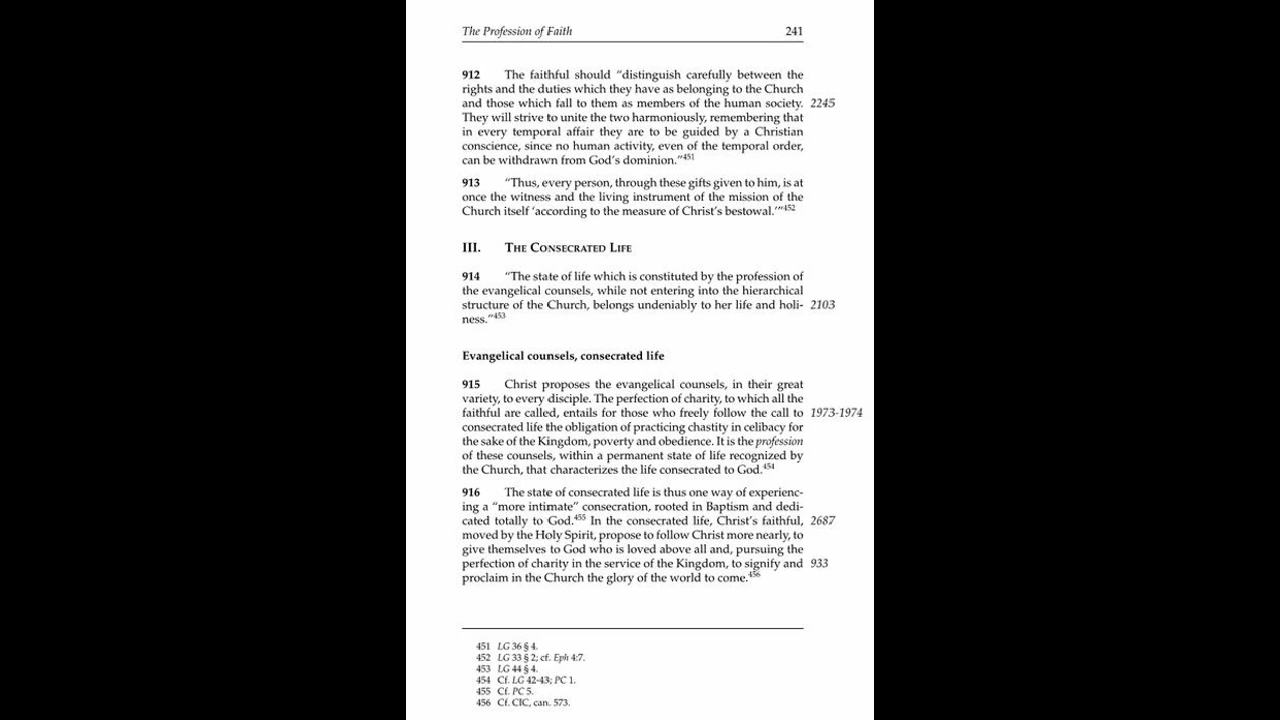 The Profession of Faith 241
912 The faithful should “distinguish carefully between the
rights and the duties which they have as belonging to the Church
and those which fall to them as members of the human society. 2245
They will strive to unite the two harmoniously, remembering that
in every temporal affair they are to be guided by a Christian
conscience, since no human activity, even of the temporal order,
can be withdrawn from God’s dominion.”451
913 “Thus, every person, through these gifts given to him, is at
once the witness and the living instrument of the mission of the
Church itself ‘according to the measure of Christ’s bestowal.’”452
III. The Consecrated Life
914 “The state of life which is constituted by the profession of
the evangelical counsels, while not entering into the hierarchical
structure of the Church, belongs undeniably to her life and holi- 2103
ness.”453
Evangelical counsels, consecrated life
915 Christ proposes the evangelical counsels, in their great
variety, to every disciple. The perfection of charity, to which all the
faithful are called, entails for those who freely follow the call to 1973-1974
consecrated life the obligation of practicing chastity in celibacy for
the sake of the Kingdom, poverty and obedience. It is the profession
of these counsels, within a permanent state of life recognized by
the Church, that characterizes the life consecrated to God.454
916 The state of consecrated life is thus one way of experienc-
ing a “more intimate” consecration, rooted in Baptism and dedi-
cated totally to God.455 In the consecrated life, Christ’s faithful, 2687
moved by the Holy Spirit, propose to follow Christ more nearly, to
give themselves to God who is loved above all and, pursuing the
perfection of charity in the service of the Kingdom, to signify and 933
proclaim in the Church the glory of the world to come.456
451 LG 36 § 4.
452 LG 33 § 2; cf. Eph 4:7.
453 LG 44 § 4.
454 Cf. LG 42-43; PC 1.
455 Cf. PC 5.
456 Cf. CIC, can. 573.